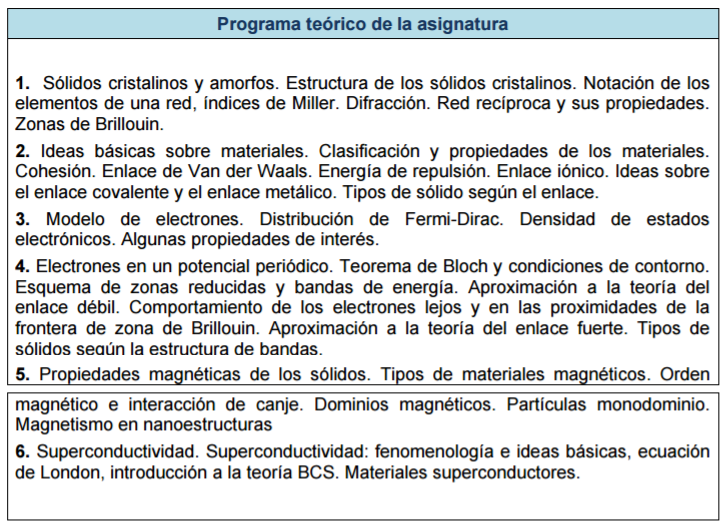 Programa teórico de la asignatura
1. Sólidos cristalinos y amorfos. Estructura de los sólidos cristalinos. Notación de los
elementos de una red, índices de Miller. Difracción. Red recíproca y sus propiedades.
Zonas de Brillouin.
2. Ideas básicas sobre materiales. Clasificación y propiedades de los materiales.
Cohesión. Enlace de Van der Waals. Energía de repulsión. Enlace iónico. Ideas sobre
el enlace covalente y el enlace metálico. Tipos de sólido según el enlace.
3. Modelo de electrones. Distribución de Fermi-Dirac. Densidad de estados
electrónicos. Algunas propiedades de interés.
4. Electrones en un potencial periódico. Teorema de Bloch y condiciones de contorno.
Esquema de zonas reducidas y bandas de energía. Aproximación a la teoría del
enlace débil. Comportamiento de los electrones lejos y en las proximidades de la
frontera de zona de Brillouin. Aproximación a la teoría del enlace fuerte. Tipos de
sólidos según la estructura de bandas.
5. Propiedades magnéticas de los sólidos. Tipos de materiales magnéticos. Orden
magnético e interacción de canje. Dominios magnéticos. Partículas monodominio.
Magnetismo en nanoestructuras
6. Superconductividad. Superconductividad: fenomenología e ideas básicas, ecuación
de London, introducción a la teoría BCS. Materiales superconductores.